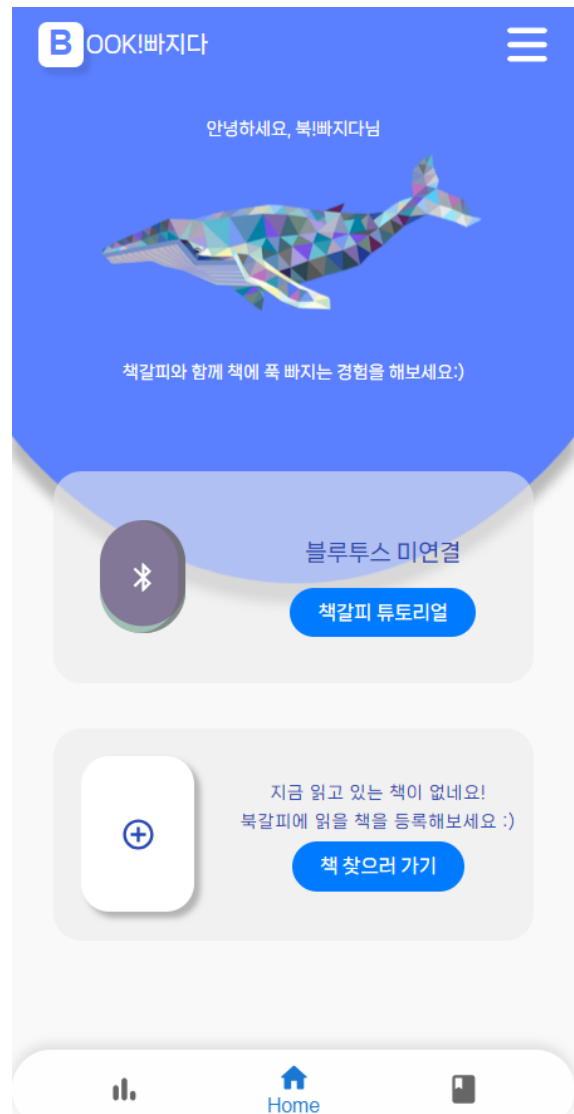 BOOK!빠지다
안녕하세요, 북!빠지다님
책갈피와 함께 책에 푹 빠지는 경험을 해보세요:)
블루투스 미연결
책갈피 튜토리얼
지금 읽고 있는 책이 없네요!
북갈피에 읽을 책을 등록해보세요 :)
책 찾으러 가기
Home